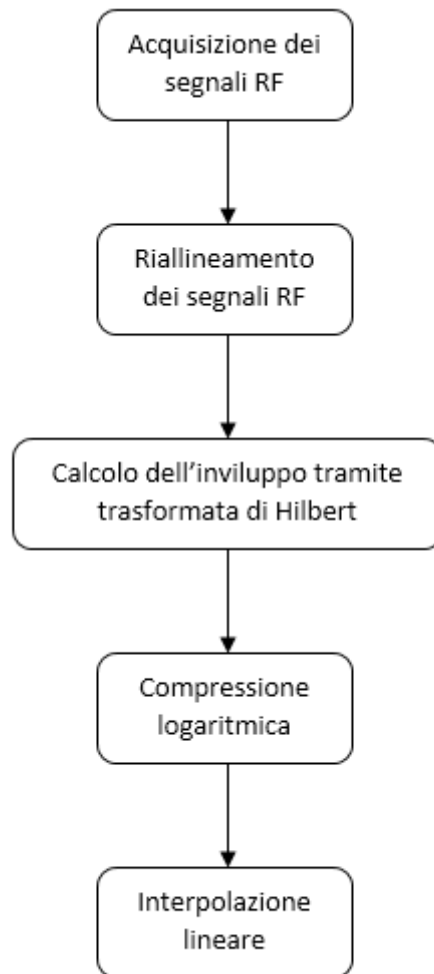 Acquisizione dei
segnali RF
Riallineamento
dei segnali RF
Calcolo dell’inviluppo tramite
trasformata di Hilbert
Compressione
logaritmica
Interpolazione
lineare